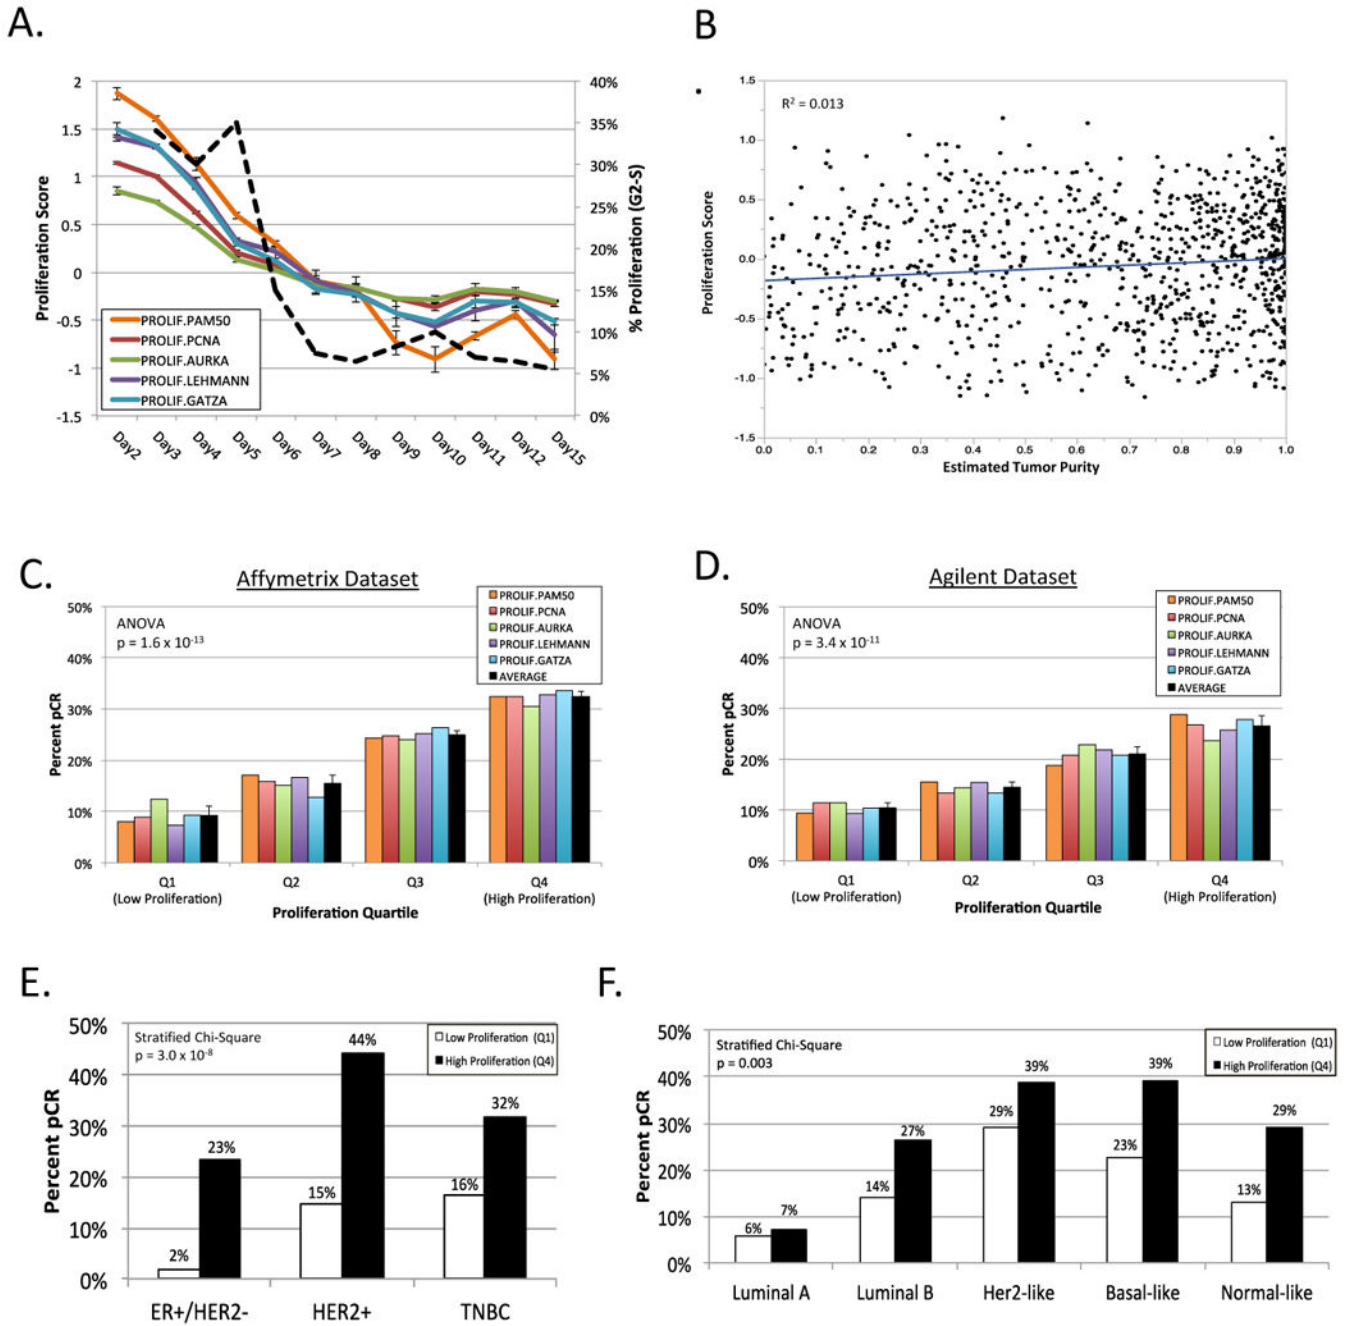 A.
2
1.5
1
0.5
0
-0.5
-1
-1.5
Proliferation Score
40%
35%
30%
25%
20%
15%
10%
5%
0%
% Proliferation (G2-S)
PROLIF.PAM50
PROLIF.PCNA
PROLIF.AURKA
PROLIF.LEHMANN
PROLIF.GATZA
Day2
Day3
Day4
Day5
Day6
Day7
Day8
Day9
Day10
Day11
Day12
Day15
B
1.5
1.0
0.5
0.0
-0.5
-1.0
-1.5
Proliferation Score
R² = 0.013
0.0 0.1 0.2 0.3 0.4 0.5 0.6 0.7 0.8 0.9 1.0
Estimated Tumor Purity
C.
Affymetrix Dataset
ANOVA
p = 1.6 x 10⁻¹³
PROLIF.PAM50
PROLIF.PCNA
PROLIF.AURKA
PROLIF.LEHMANN
PROLIF.GATZA
AVERAGE
50%
40%
30%
20%
10%
0%
Percent pCR
Q1 Q2 Q3 Q4
(Low Proliferation) (High Proliferation)
Proliferation Quartile
D.
Agilent Dataset
ANOVA
p = 3.4 x 10⁻¹¹
PROLIF.PAM50
PROLIF.PCNA
PROLIF.AURKA
PROLIF.LEHMANN
PROLIF.GATZA
AVERAGE
50%
40%
30%
20%
10%
0%
Percent pCR
Q1 Q2 Q3 Q4
(Low Proliferation) (High Proliferation)
Proliferation Quartile
E.
Stratified Chi-Square
p = 3.0 x 10⁻⁸
Low Proliferation (Q1)
High Proliferation (Q4)
50%
40%
30%
20%
10%
0%
Percent pCR
2% 23% 15% 44% 16% 32%
ER+/HER2- HER2+ TNBC
F.
Stratified Chi-Square
p = 0.003
Low Proliferation (Q1)
High Proliferation (Q4)
50%
40%
30%
20%
10%
0%
Percent pCR
6% 7% 14% 27% 29% 39% 23% 39% 13% 29%
Luminal A Luminal B Her2-like Basal-like Normal-like